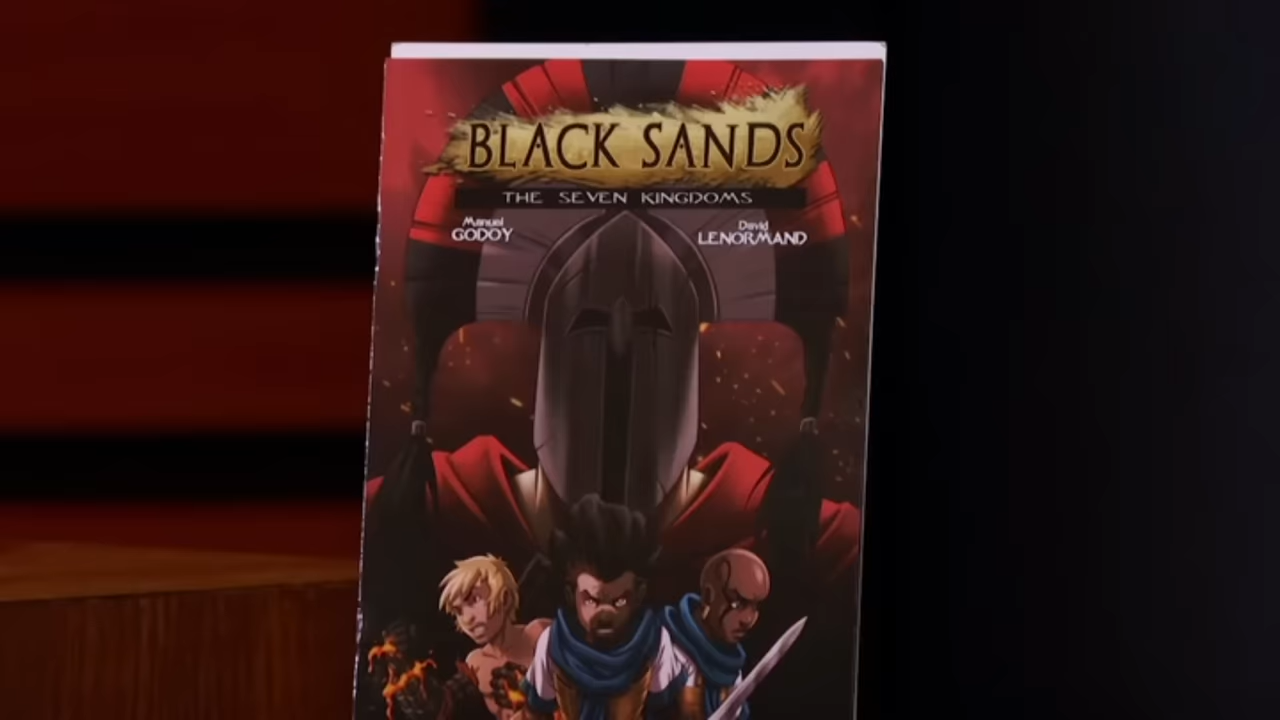 BLACK SANDS
THE SEVEN KINGDOMS
Manuel
GODOY
David
LENORMAND